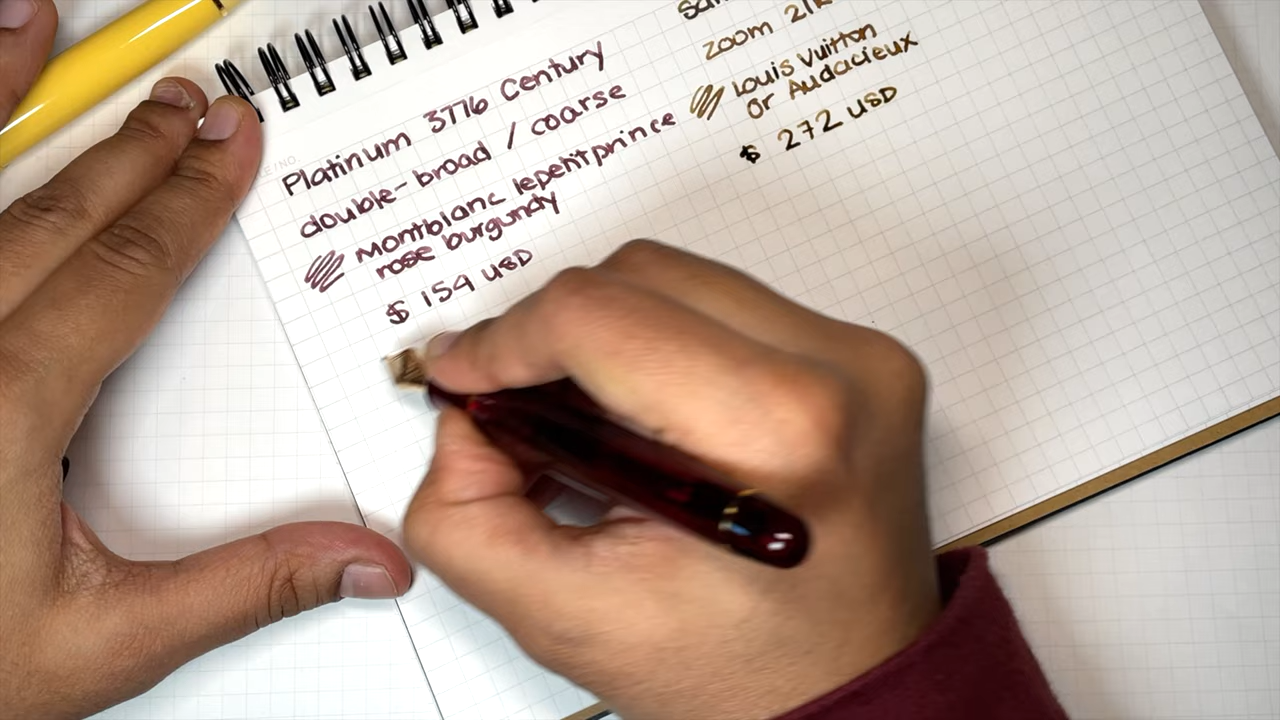 Platinum 3776 Century
double-broad / coarse
Montblanc lepetitprince
rose burgundy
$ 154 USD
zoom 21k
Louis Vuitton
Or Audacieux
$ 272 USD